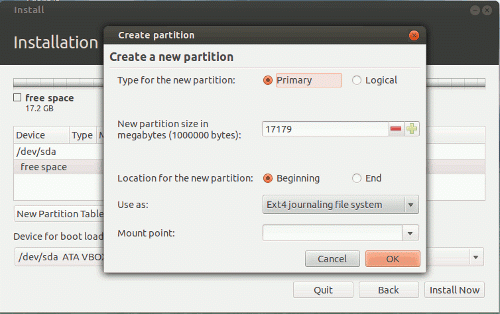 Install
Installation
Create partition
Create a new partition
Type for the new partition:
Primary
Logical
New partition size in
megabytes (1000000 bytes):
17179
Location for the new partition:
Beginning
End
Use as:
Ext4 journaling file system
Mount point:
Cancel
OK
free space
17.2 GB
Device Type
/dev/sda
free space
New Partition Table
Device for boot load
/dev/sda ATA VBO
Quit
Back
Install Now